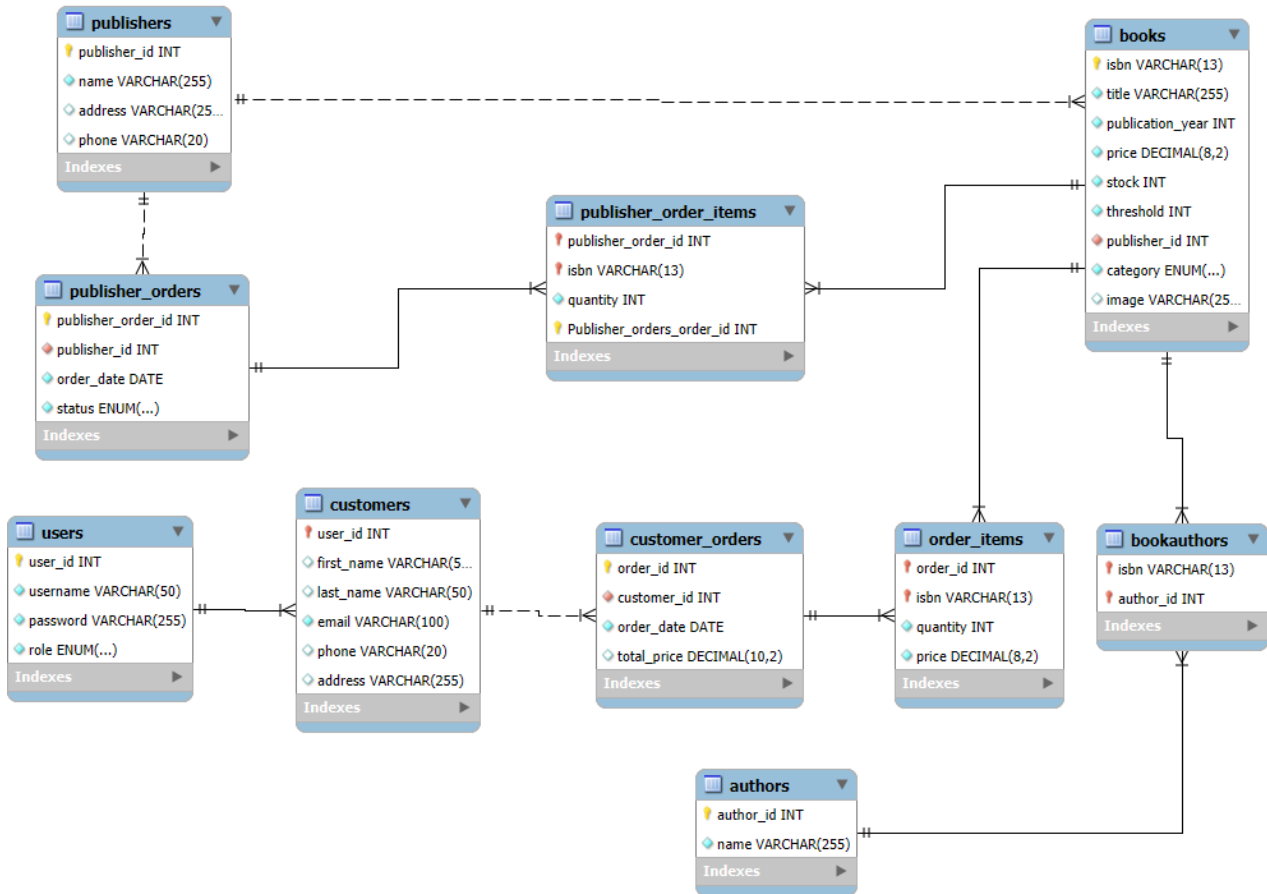 publishers
publisher_id INT
name VARCHAR(255)
address VARCHAR(25...
phone VARCHAR(20)
Indexes
books
isbn VARCHAR(13)
title VARCHAR(255)
publication_year INT
price DECIMAL(8,2)
stock INT
threshold INT
publisher_id INT
category ENUM(...)
image VARCHAR(25...
Indexes
publisher_order_items
publisher_order_id INT
isbn VARCHAR(13)
quantity INT
Publisher_orders_order_id INT
Indexes
publisher_orders
publisher_order_id INT
publisher_id INT
order_date DATE
status ENUM(...)
Indexes
users
user_id INT
username VARCHAR(50)
password VARCHAR(255)
role ENUM(...)
Indexes
customers
user_id INT
first_name VARCHAR(5...
last_name VARCHAR(50)
email VARCHAR(100)
phone VARCHAR(20)
address VARCHAR(255)
Indexes
customer_orders
order_id INT
customer_id INT
order_date DATE
total_price DECIMAL(10,2)
Indexes
order_items
order_id INT
isbn VARCHAR(13)
quantity INT
price DECIMAL(8,2)
Indexes
bookauthors
isbn VARCHAR(13)
author_id INT
Indexes
authors
author_id INT
name VARCHAR(255)
Indexes